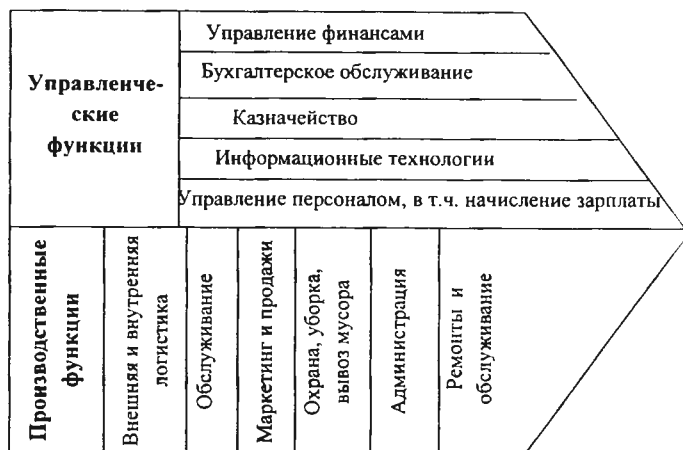 Управленче-
ские
функции
Управление финансами
Бухгалтерское обслуживание
Казначейство
Информационные технологии
Управление персоналом, в т.ч. начисление зарплаты
Производственные
функции
Внешняя и внутренняя
логистика
Обслуживание
Маркетинг и продажи
Охрана, уборка,
вывоз мусора
Администрация
Ремонты и
обслуживание